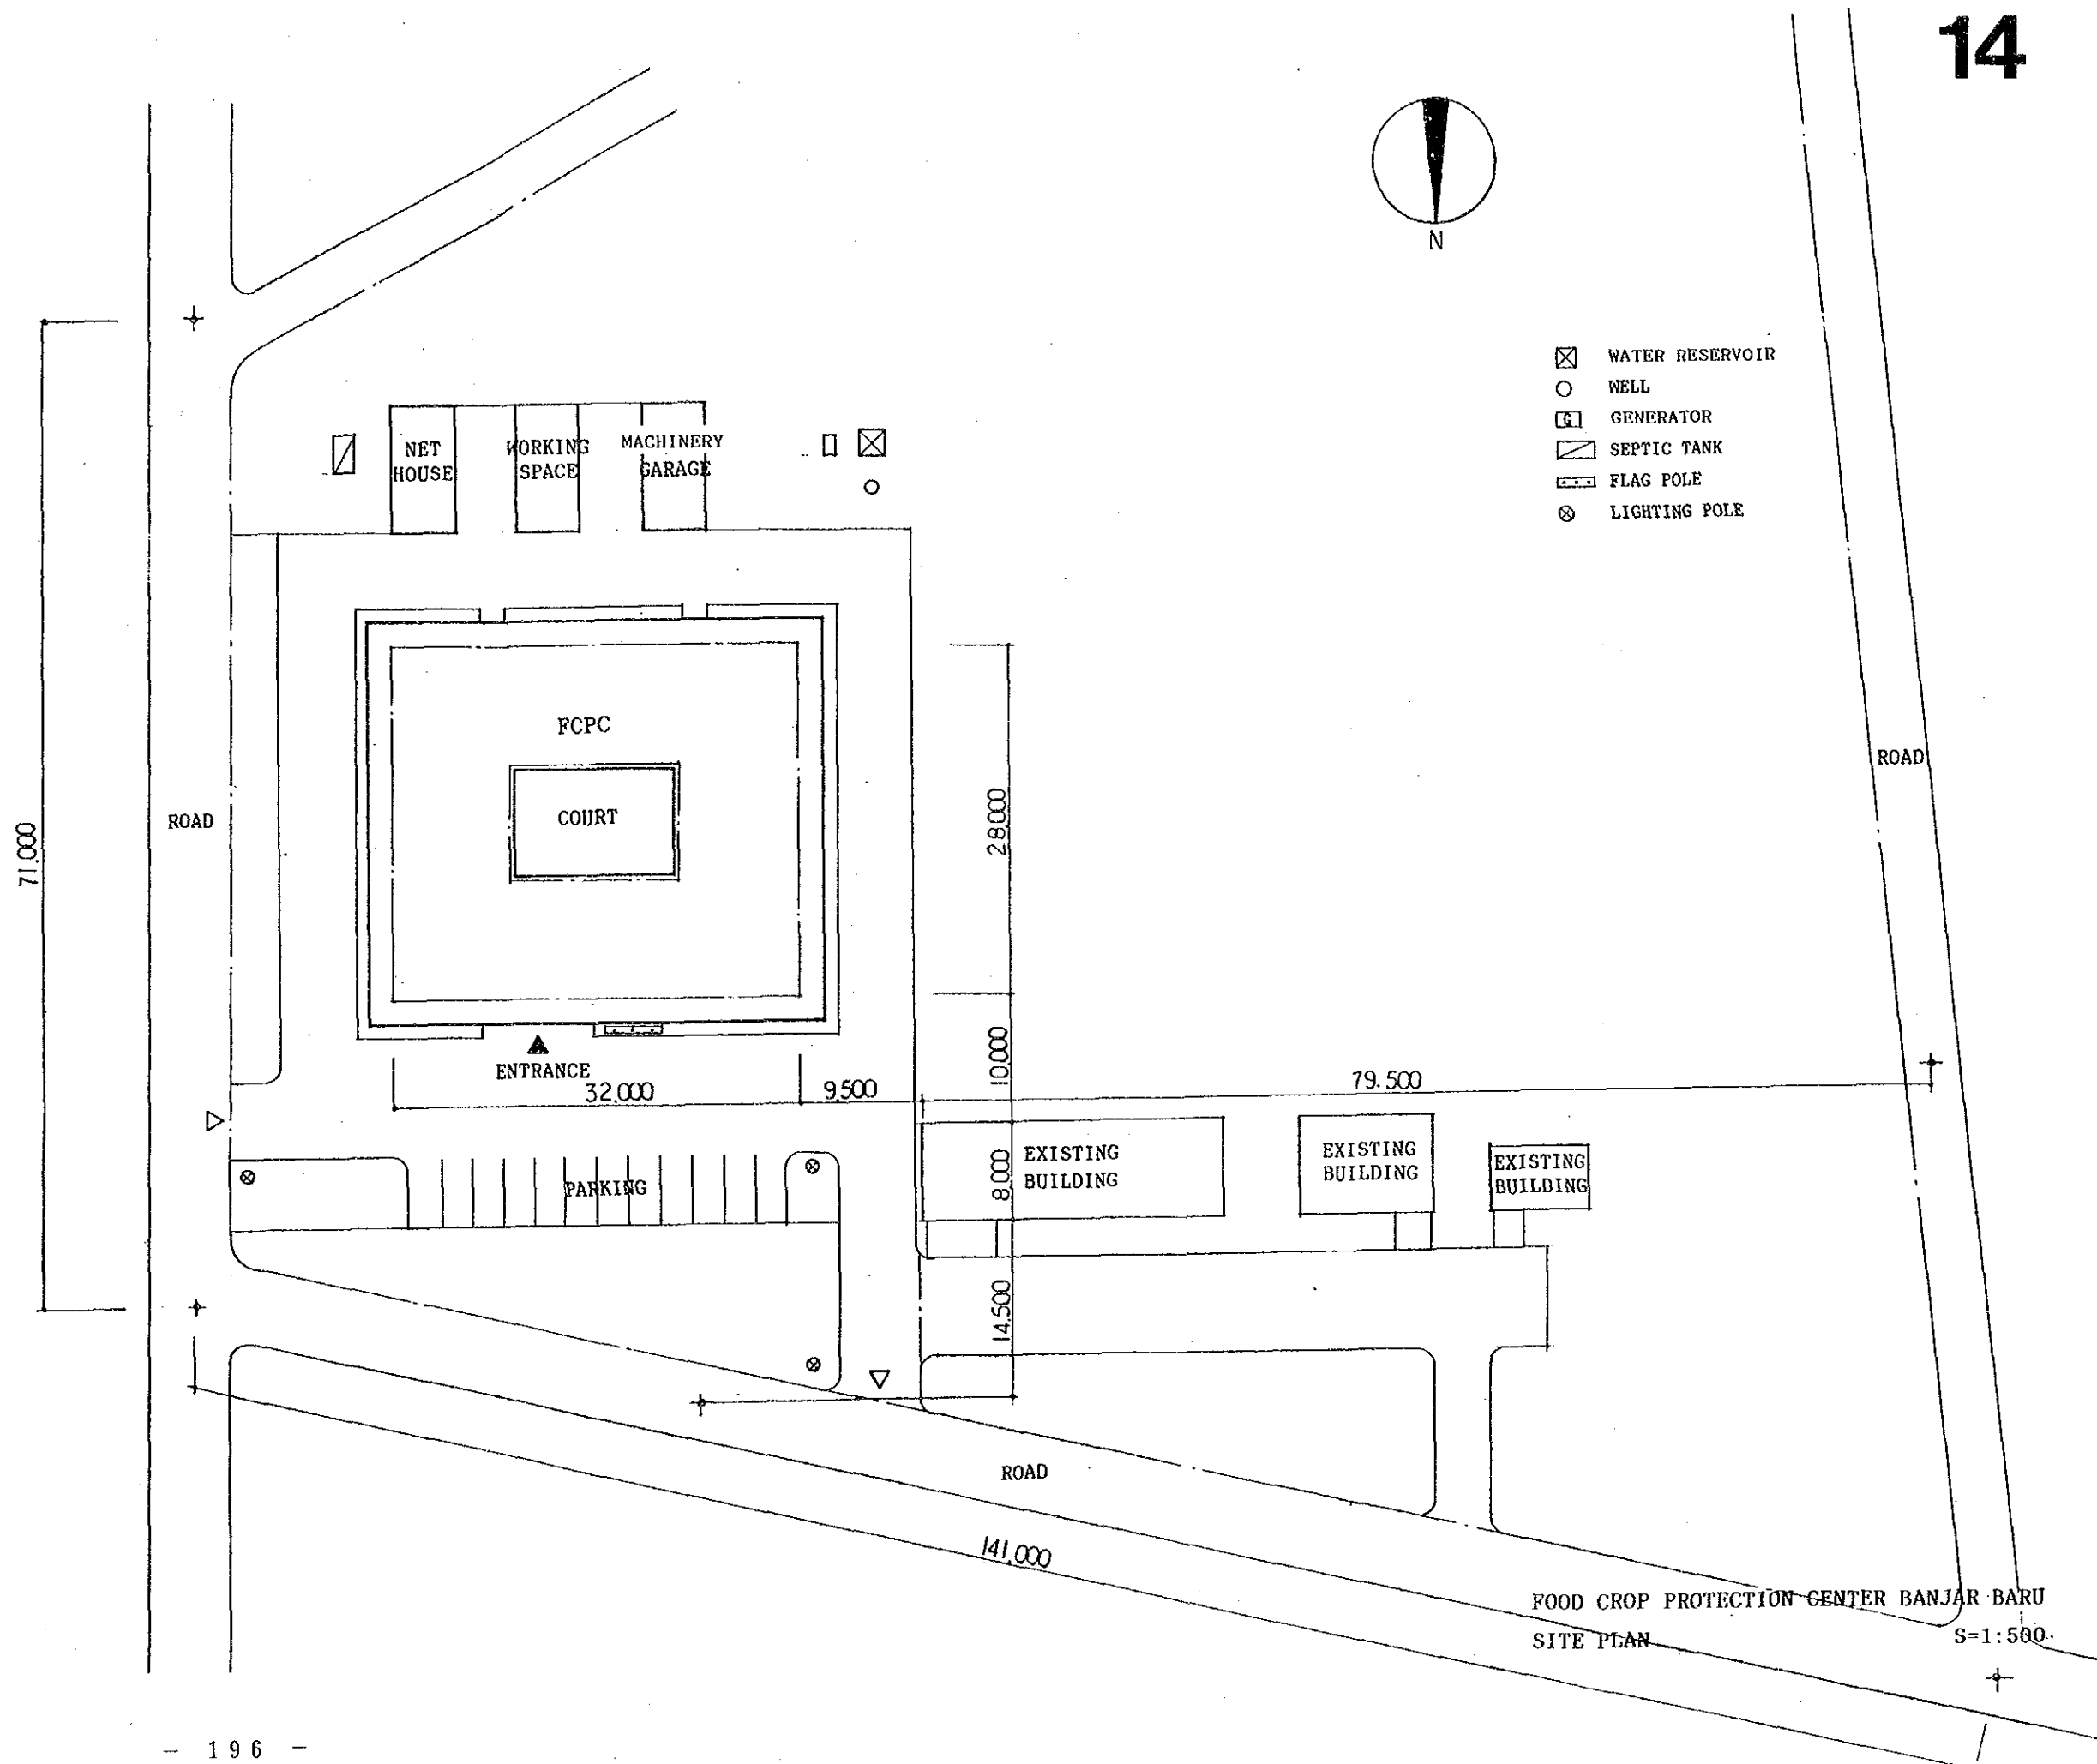 14
N
WATER RESERVOIR
WELL
G GENERATOR
SEPTIC TANK
FLAG POLE
LIGHTING POLE
NET
HOUSE
WORKING
SPACE
MACHINERY
GARAGE
FCPC
COURT
ROAD
ROAD
71,000
28,000
10,000
8,000
14,500
ENTRANCE
32,000
9,500
79.500
PARKING
EXISTING
BUILDING
EXISTING
BUILDING
EXISTING
BUILDING
ROAD
141,000
FOOD CROP PROTECTION CENTER BANJAR BARU
SITE PLAN S=1:500
- 196 -